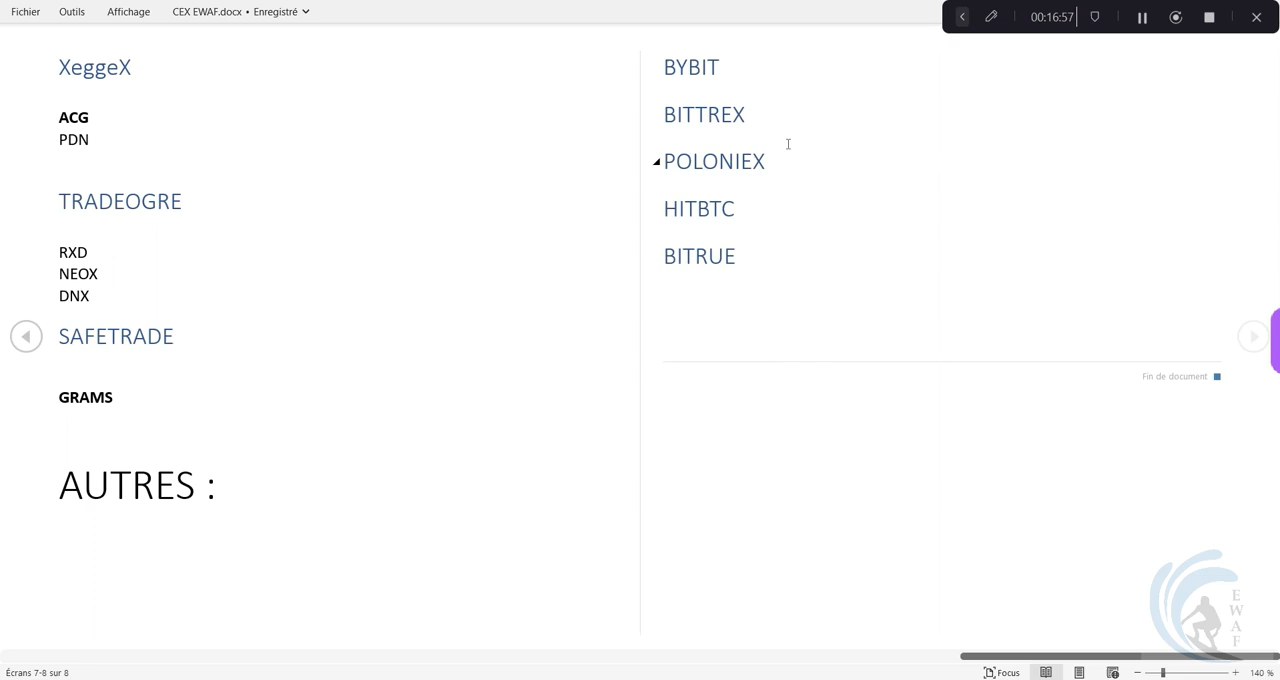 Fichier Outils Affichage CEX EWAF.docx • Enregistré
00:16:57
XeggeX
ACG
PDN
TRADEOGRE
RXD
NEOX
DNX
SAFETRADE
GRAMS
AUTRES :
BYBIT
BITTREX
POLONIEX
HITBTC
BITRUE
Fin de document
EWAF
Écrans 7-8 sur 8
Focus
140 %